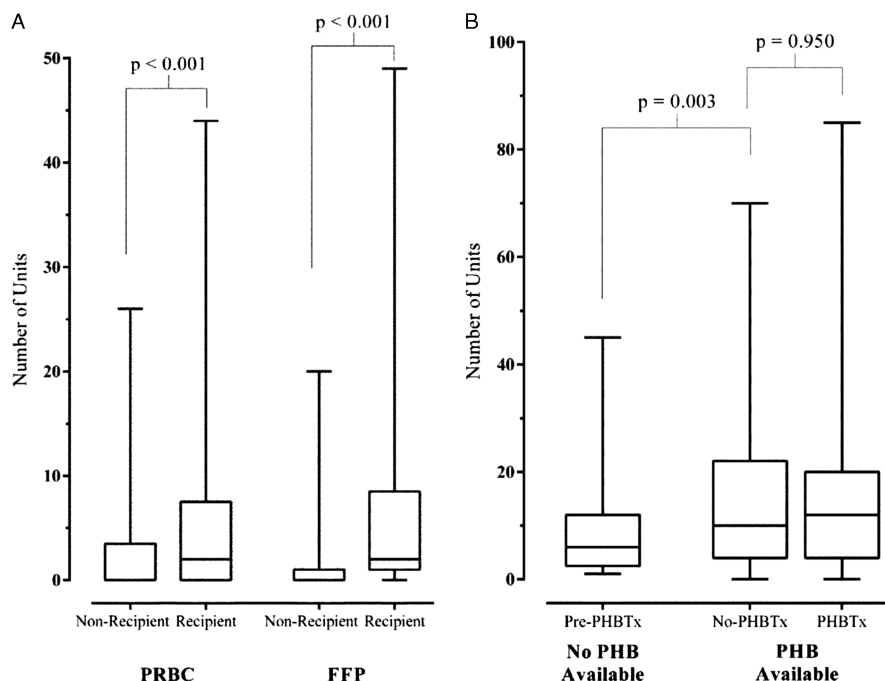 A
p < 0.001
p < 0.001
50
40
30
20
10
0
Number of Units
Non-Recipient Recipient
Non-Recipient Recipient
PRBC
FFP
B
p = 0.950
p = 0.003
100
80
60
40
20
0
Number of Units
Pre-PHBTx
No-PHBTx
PHBTx
No PHB
Available
PHB
Available